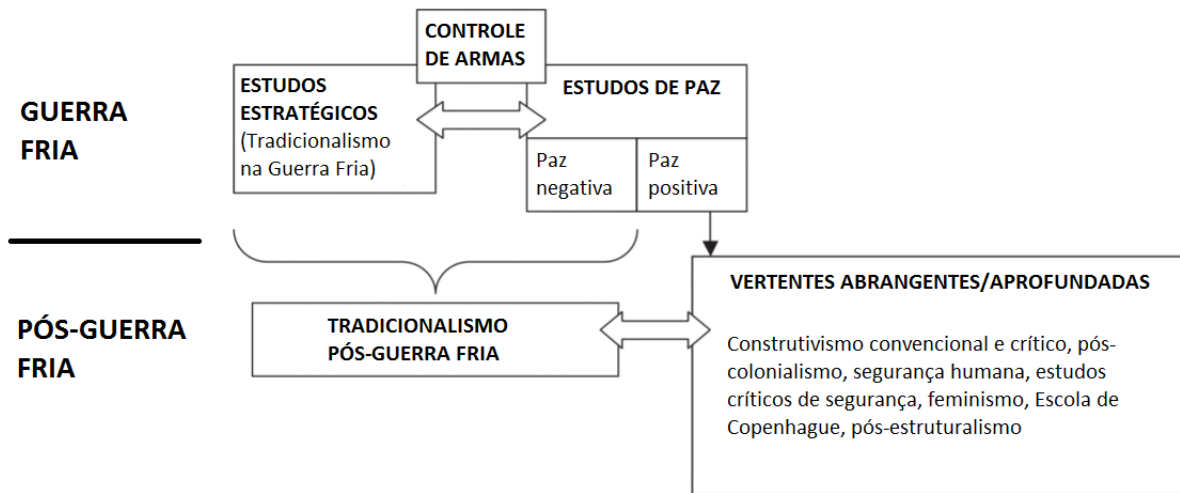 CONTROLE
DE ARMAS
GUERRA
FRIA
ESTUDOS
ESTRATÉGICOS
(Tradicionalismo
na Guerra Fria)
ESTUDOS DE PAZ
Paz
negativa
Paz
positiva
PÓS-GUERRA
FRIA
TRADICIONALISMO
PÓS-GUERRA FRIA
VERTENTES ABRANGENTES/APROFUNDADAS
Construtivismo convencional e crítico, pós-
colonialismo, segurança humana, estudos
críticos de segurança, feminismo, Escola de
Copenhague, pós-estruturalismo